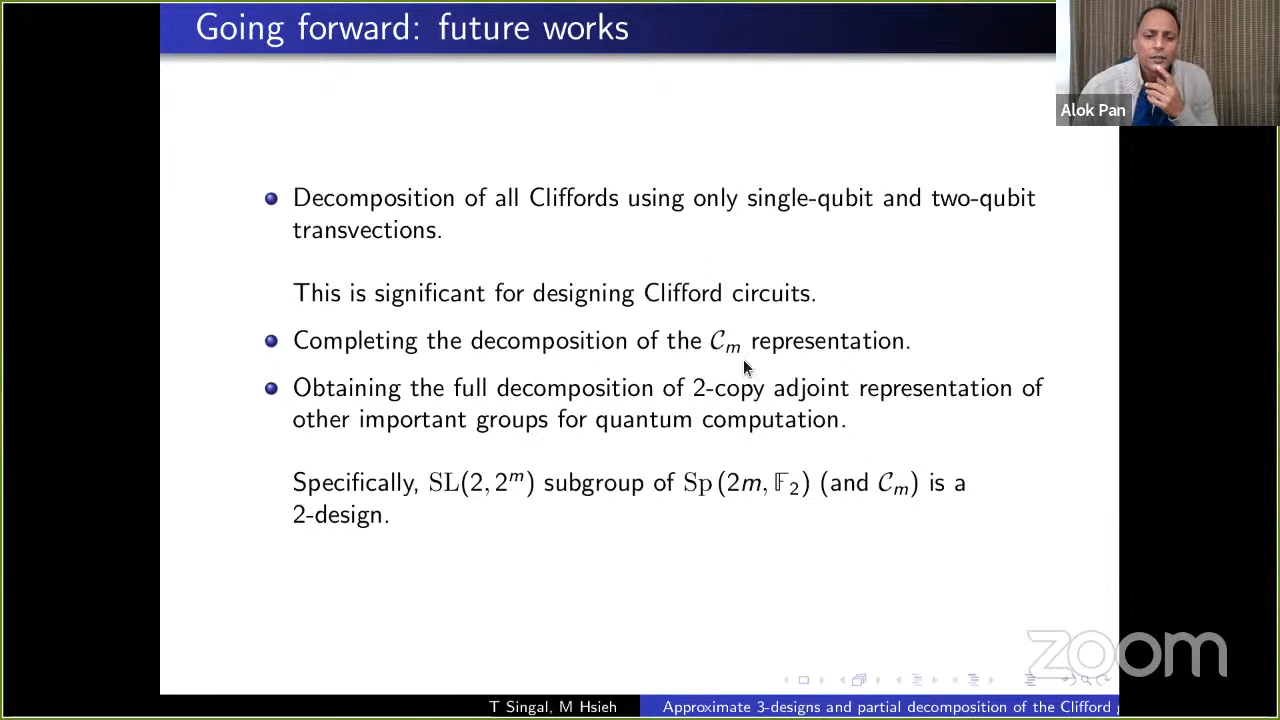 Going forward: future works
Alok Pan
Decomposition of all Cliffords using only single-qubit and two-qubit
transvections.
This is significant for designing Clifford circuits.
Completing the decomposition of the 𝒞ₘ representation.
Obtaining the full decomposition of 2-copy adjoint representation of
other important groups for quantum computation.
Specifically, SL(2, 2ᵐ) subgroup of Sp (2m, 𝔽₂) (and 𝒞ₘ) is a
2-design.
zoom
T Singal, M Hsieh
Approximate 3-designs and partial decomposition of the Clifford